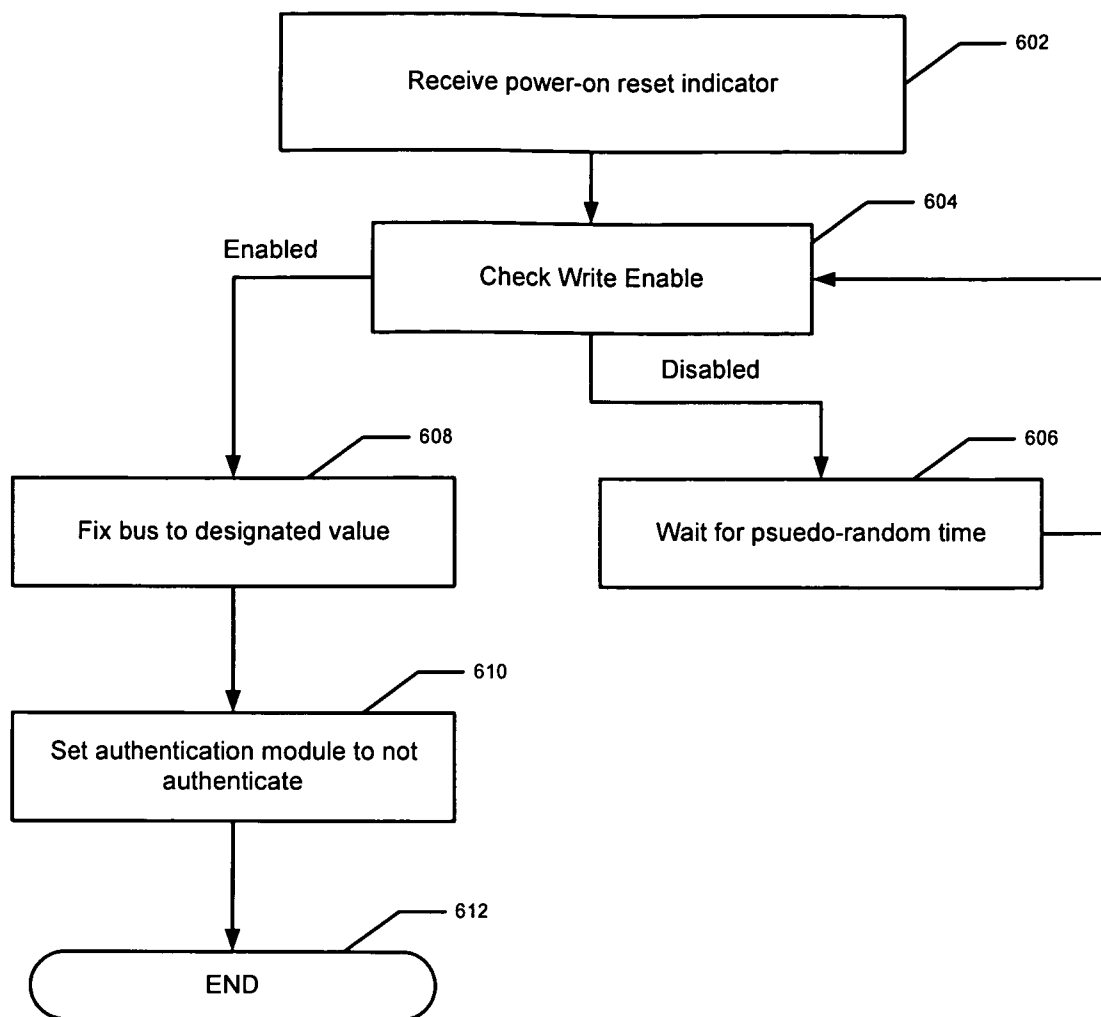 602
Receive power-on reset indicator
604
Enabled
Check Write Enable
Disabled
608
606
Fix bus to designated value
Wait for psuedo-random time
610
Set authentication module to not
authenticate
612
END